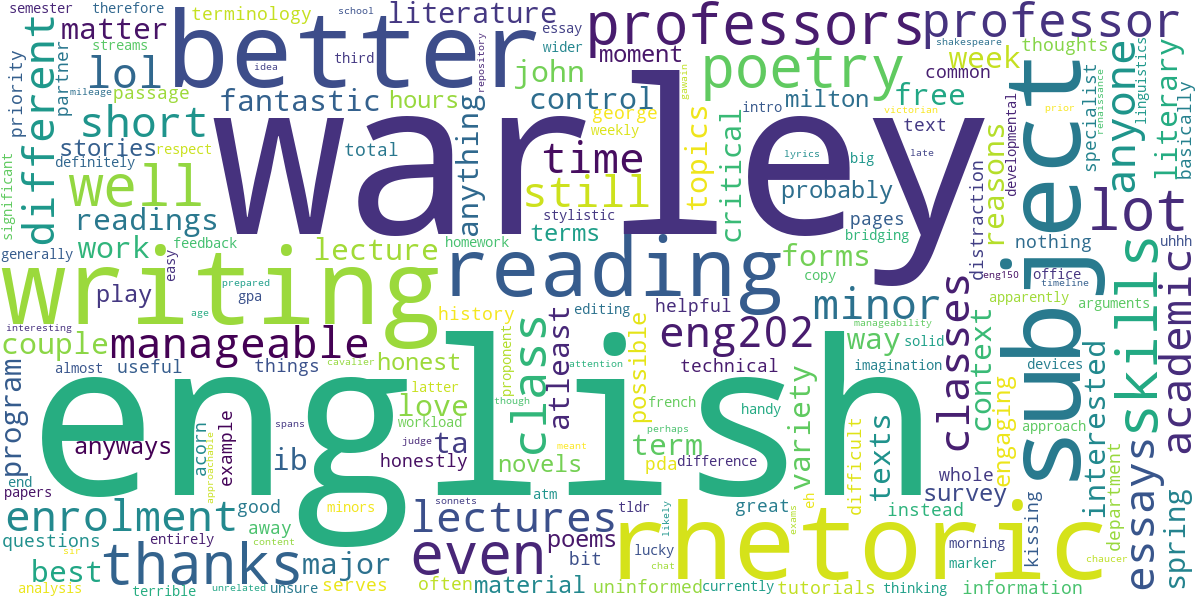 semester therefore
school
essay
professors
professor
different
matter
terminology
better
literature
shakespeare
streams
third
wider
repository
moment
week
thoughts
linguistics
partner
lol
idea
john
poetry
gawain
common
anyone
literary
priority
mileage
passage
fantastic
hours
control
milton
free
specialist
renaissance
basically
short
anything
george
intro
victorian
prior
stories
respect
total
warley
weekly
topics
critical
text
developmental
subject
definitely
time
lyrics
big
late
reasons
significant
well
still
probably
readings
stylistic
pages
distraction
work
feedback
lecture
homework
terms
bridging
nothing
lot
uhhh
generally
easy
prepared
reading
forms
eng150
office
timeline
skills
academic
writing
play
gpa
copy
apparently
arguments
age
history
editing
helpful
minor
classes
context
interesting
spans
couple
manageable
cavalier
honest
proponent
class
atleast
possible
eng202
manageability
way
solid
almost
useful
things
attention
technical
imagination
devices
interested
program
latter
though
french
english
love
workload
perhaps
handy
variety
engaging
approach
anyways
acorn
approachable
example
judge
ta
meant
term
difficult
texts
essays
spring
ib
honestly
novels
pda
difference
whole
end
papers
sonnets
atm
eh
survey
department
enrolment
minors
good
lectures
tldr
great
instead
kissing
questions
away
entirely
even
poems
rhetoric
exams
morning
chaucer
best
thanks
sir
content
major
bit
likely
lucky
chat
marker
analysis
terrible
unrelated
unsure
serves
often
material
uninformed
currently
tutorials
thinking
information